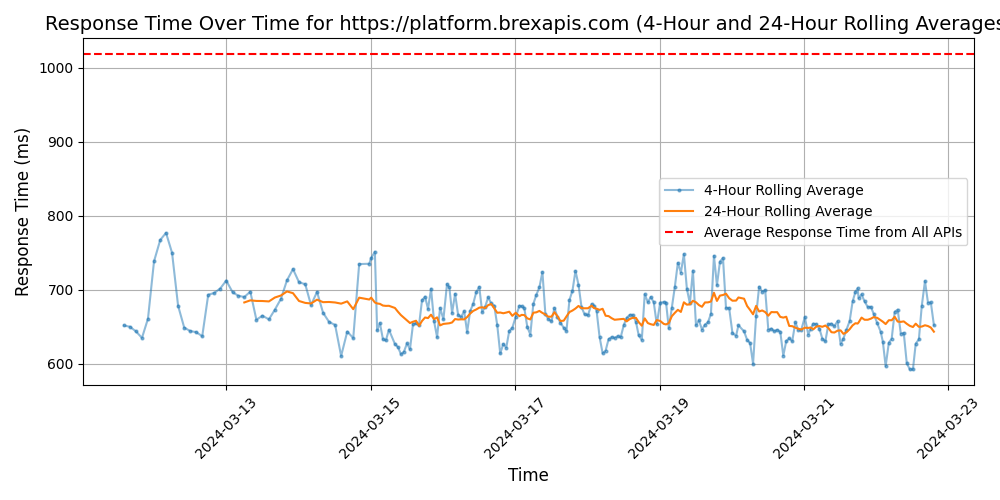 Response Time Over Time for https://platform.brexapis.com (4-Hour and 24-Hour Rolling Averages
1000
900
800
700
600
Response Time (ms)
4-Hour Rolling Average
24-Hour Rolling Average
Average Response Time from All APIs
2024-03-13
2024-03-15
2024-03-17
2024-03-19
2024-03-21
2024-03-23
Time